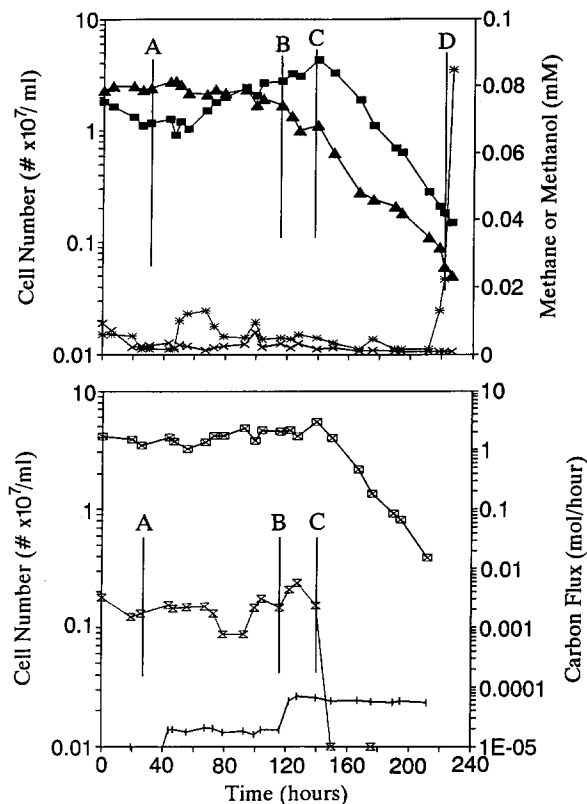 10
1
0.1
0.01
Cell Number (# x10⁷/ ml)
A
B
C
D
0.1
0.08
0.06
0.04
0.02
0
Methane or Methanol (mM)
10
1
0.1
0.01
Cell Number (# x10⁷/ml)
A
B
C
10
1
0.1
0.01
0.001
0.0001
1E-05
Carbon Flux (mol/hour)
0 40 80 120 160 200 240
Time (hours)